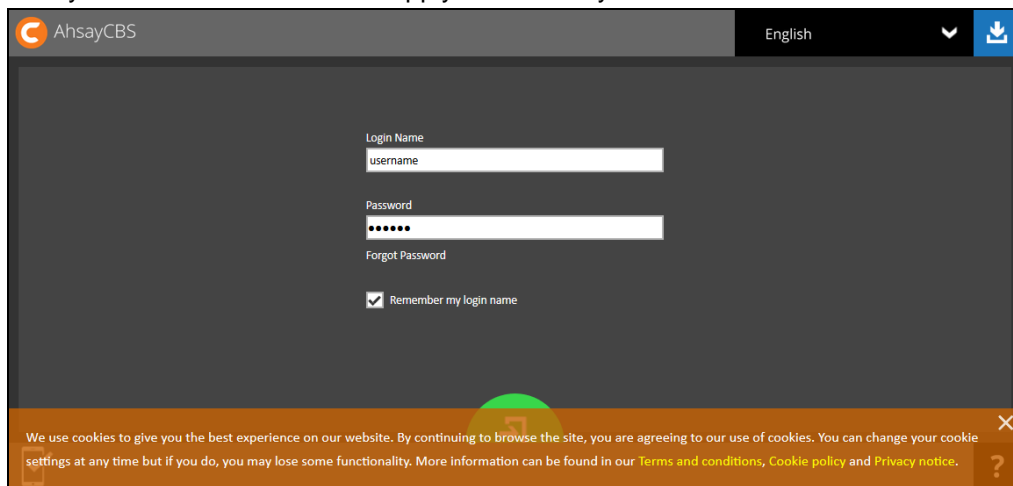 AhsayCBS
English
Login Name
username
Password
••••••
Forgot Password
Remember my login name
We use cookies to give you the best experience on our website. By continuing to browse the site, you are agreeing to our use of cookies. You can change your cookie
settings at any time but if you do, you may lose some functionality. More information can be found in our Terms and conditions, Cookie policy and Privacy notice.
?